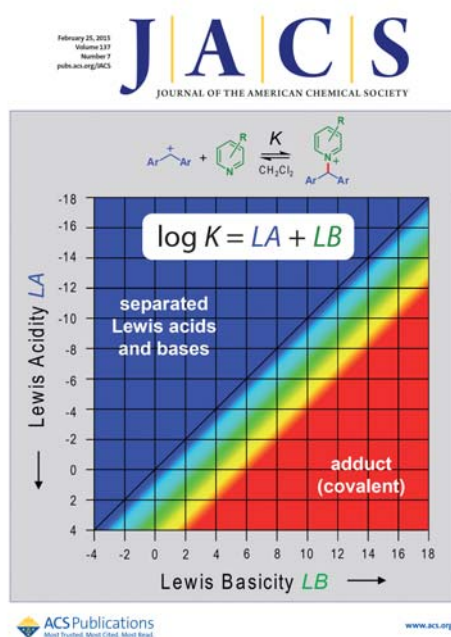 February 25, 2015
Volume 137
Number 7
pubs.acs.org/JACS
J|A|C|S
JOURNAL OF THE AMERICAN CHEMICAL SOCIETY
Ar + Ar + R N K CH2Cl2 R N+ Ar Ar
log K = LA + LB
separated
Lewis acids
and bases
adduct
(covalent)
Lewis Acidity LA
-18
-16
-14
-12
-10
-8
-6
-4
-2
0
2
4
-4 -2 0 2 4 6 8 10 12 14 16 18
Lewis Basicity LB
ACS Publications
Most Trusted. Most Cited. Most Read.
www.acs.org